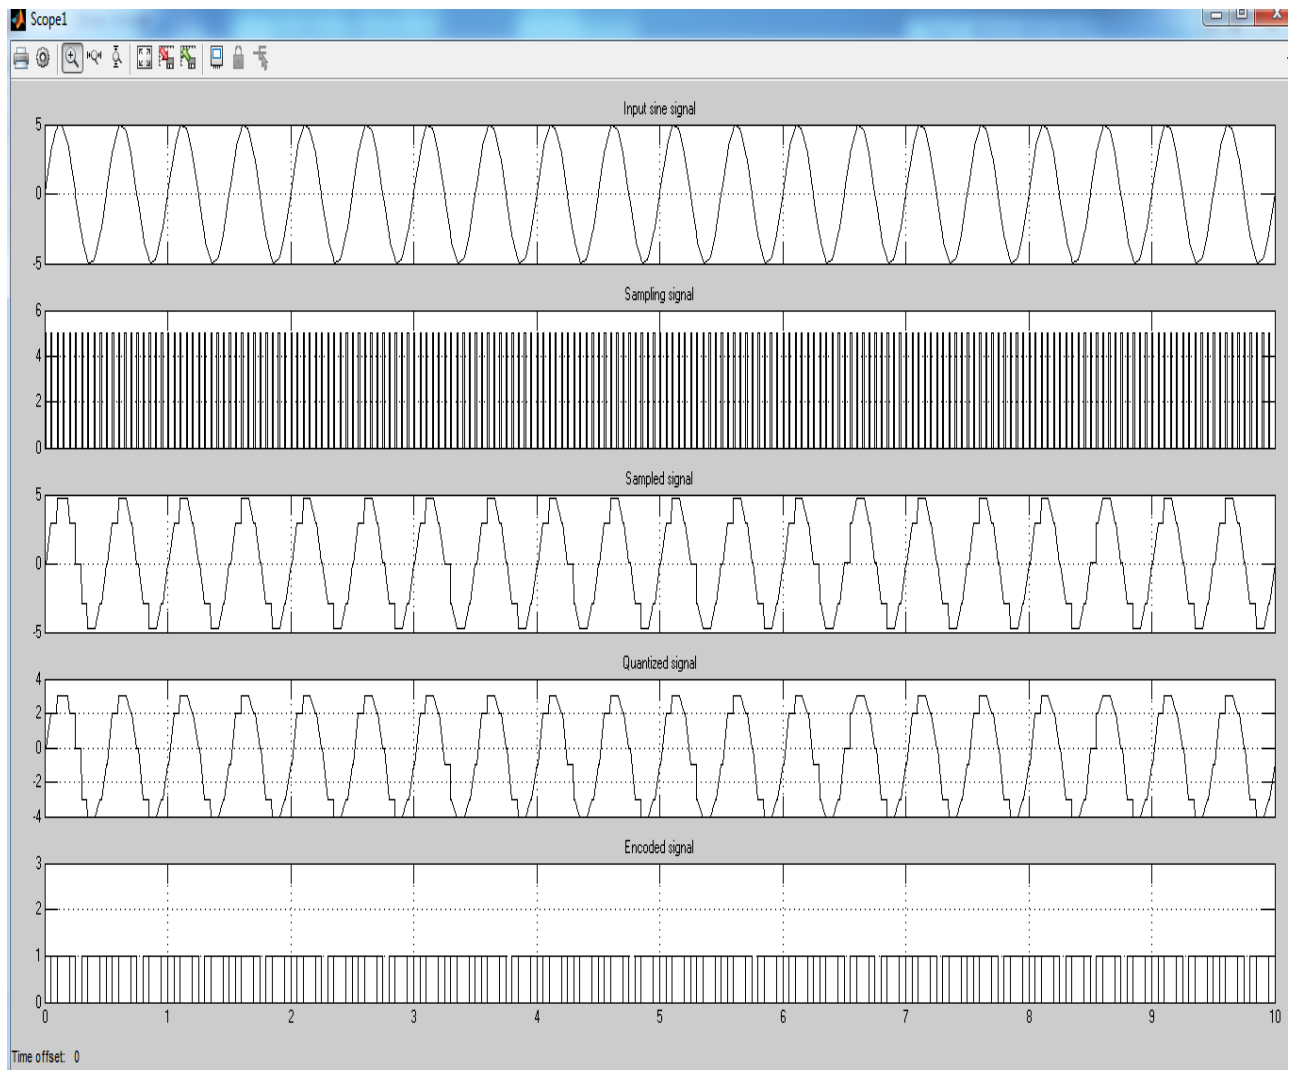 Scope1
Input sine signal
5
0
-5
Sampling signal
6
4
2
0
Sampled signal
5
0
-5
Quantized signal
4
2
0
-2
-4
Encoded signal
3
2
1
0
0 1 2 3 4 5 6 7 8 9 10
Time offset: 0